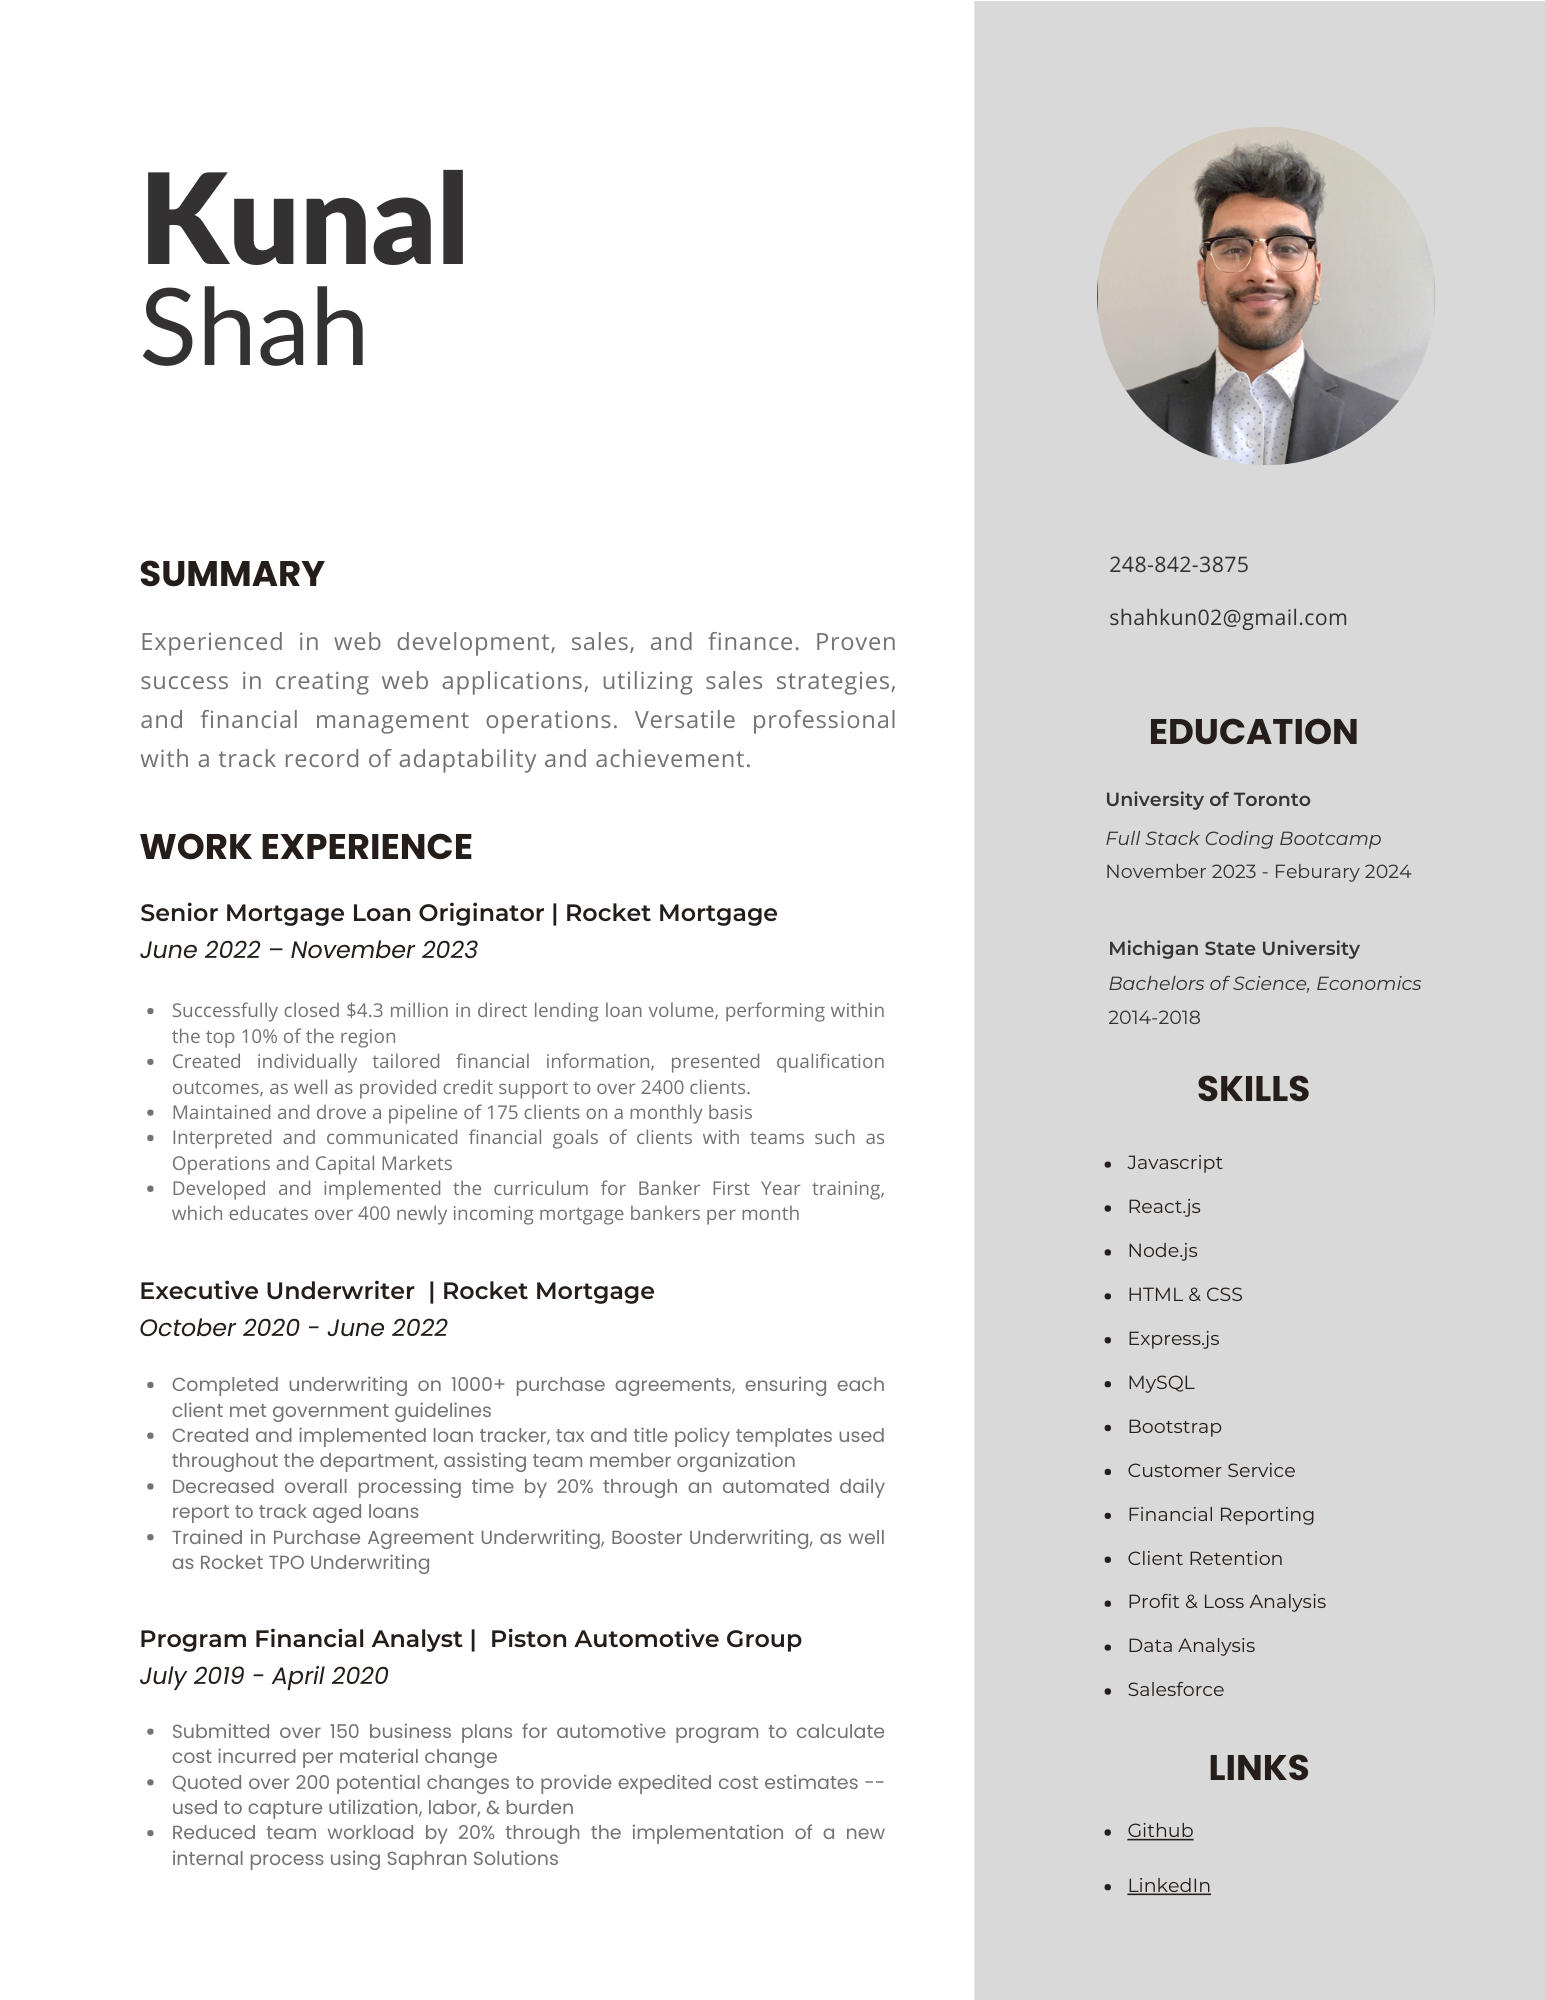 Kunal
Shah
SUMMARY
Experienced in web development, sales, and finance. Proven
success in creating web applications, utilizing sales strategies,
and financial management operations. Versatile professional
with a track record of adaptability and achievement.
WORK EXPERIENCE
Senior Mortgage Loan Originator | Rocket Mortgage
June 2022 – November 2023
• Successfully closed $4.3 million in direct lending loan volume, performing within
the top 10% of the region
• Created individually tailored financial information, presented qualification
outcomes, as well as provided credit support to over 2400 clients.
• Maintained and drove a pipeline of 175 clients on a monthly basis
• Interpreted and communicated financial goals of clients with teams such as
Operations and Capital Markets
• Developed and implemented the curriculum for Banker First Year training,
which educates over 400 newly incoming mortgage bankers per month
Executive Underwriter | Rocket Mortgage
October 2020 - June 2022
• Completed underwriting on 1000+ purchase agreements, ensuring each
client met government guidelines
• Created and implemented loan tracker, tax and title policy templates used
throughout the department, assisting team member organization
• Decreased overall processing time by 20% through an automated daily
report to track aged loans
• Trained in Purchase Agreement Underwriting, Booster Underwriting, as well
as Rocket TPO Underwriting
Program Financial Analyst | Piston Automotive Group
July 2019 - April 2020
• Submitted over 150 business plans for automotive program to calculate
cost incurred per material change
• Quoted over 200 potential changes to provide expedited cost estimates --
used to capture utilization, labor, & burden
• Reduced team workload by 20% through the implementation of a new
internal process using Saphran Solutions
248-842-3875
shahkun02@gmail.com
EDUCATION
University of Toronto
Full Stack Coding Bootcamp
November 2023 - Feburary 2024
Michigan State University
Bachelors of Science, Economics
2014-2018
SKILLS
• Javascript
• React.js
• Node.js
• HTML & CSS
• Express.js
• MySQL
• Bootstrap
• Customer Service
• Financial Reporting
• Client Retention
• Profit & Loss Analysis
• Data Analysis
• Salesforce
LINKS
• Github
• LinkedIn